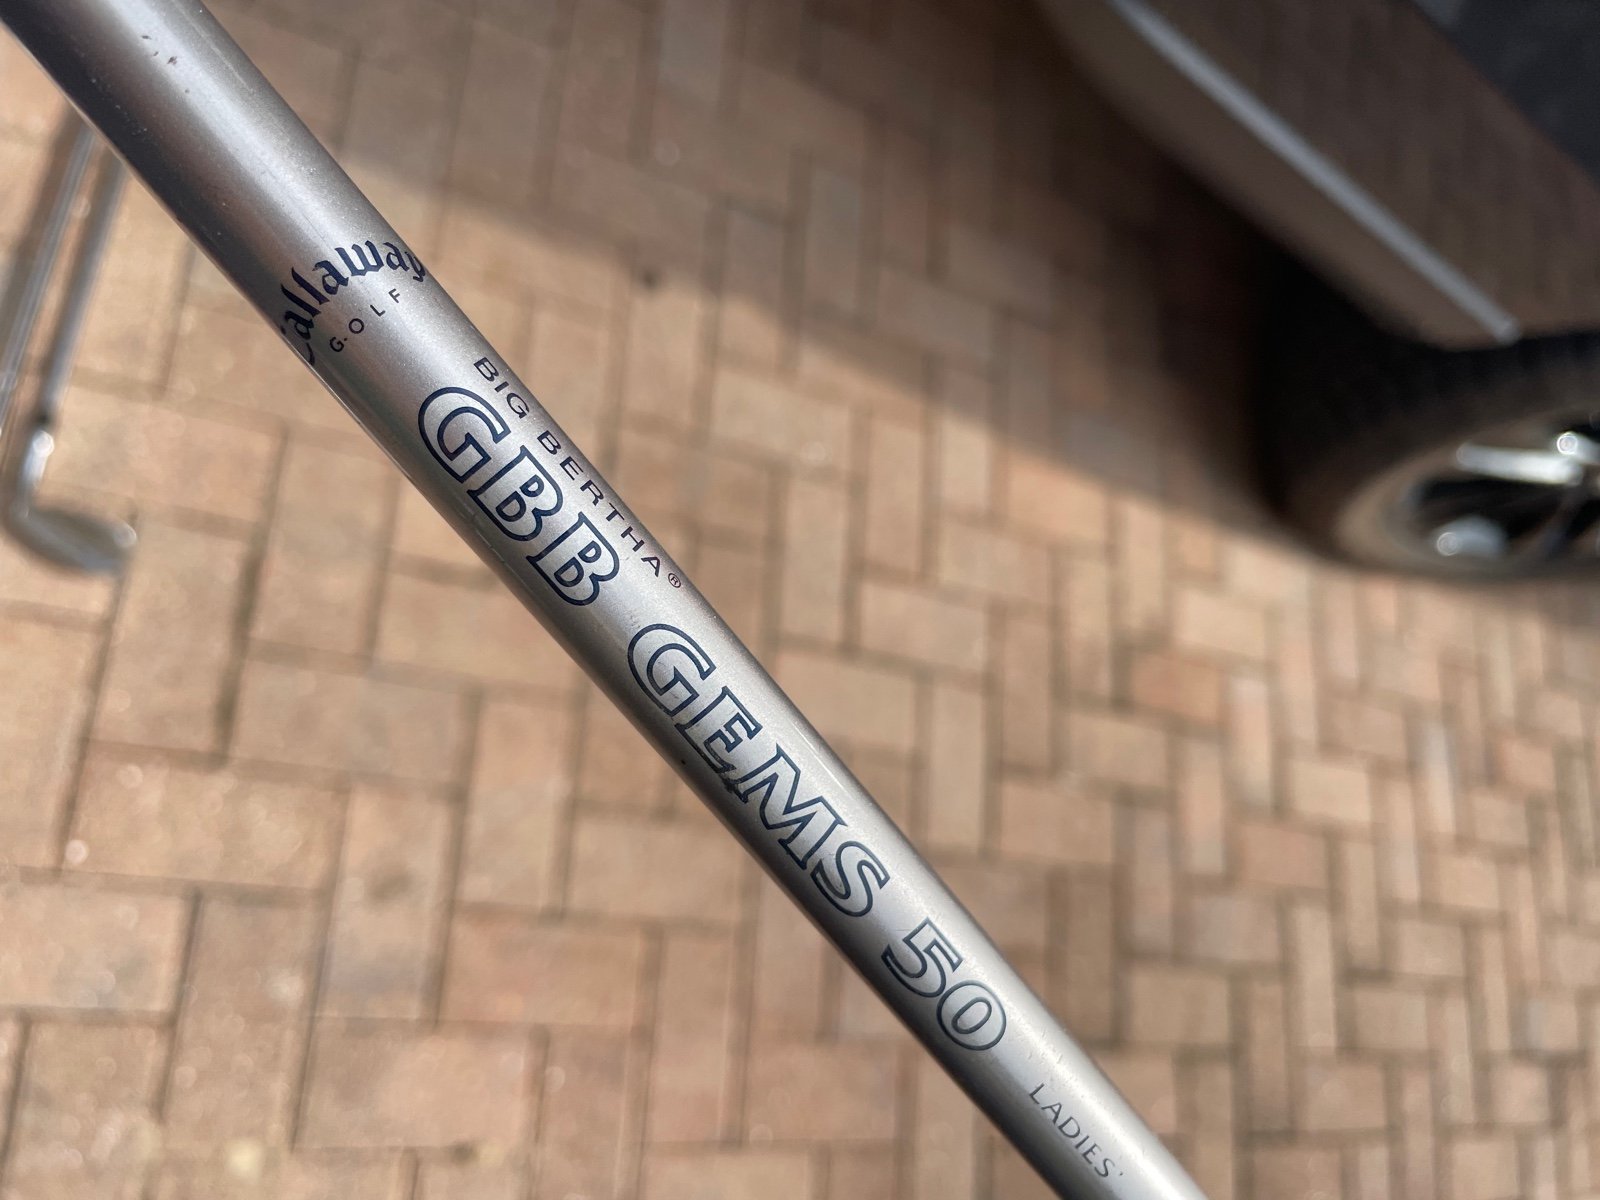 Callaway
GOLF
BIG BERTHA®
GBB GEMS 50
LADIES'